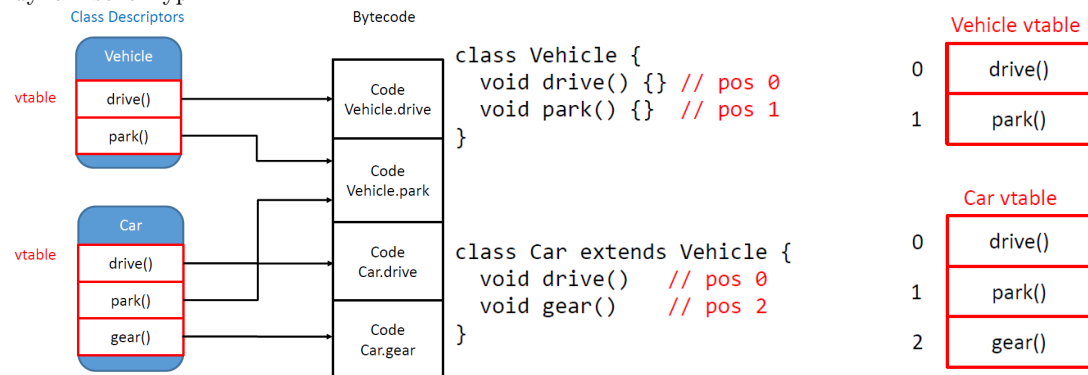 Class Descriptors
Vehicle
vtable
drive()
park()
Car
vtable
drive()
park()
gear()
Bytecode
Code
Vehicle.drive
Code
Vehicle.park
Code
Car.drive
Code
Car.gear
class Vehicle {
void drive() {} // pos 0
void park() {} // pos 1
}
class Car extends Vehicle {
void drive() // pos 0
void gear() // pos 2
}
Vehicle vtable
0 drive()
1 park()
Car vtable
0 drive()
1 park()
2 gear()